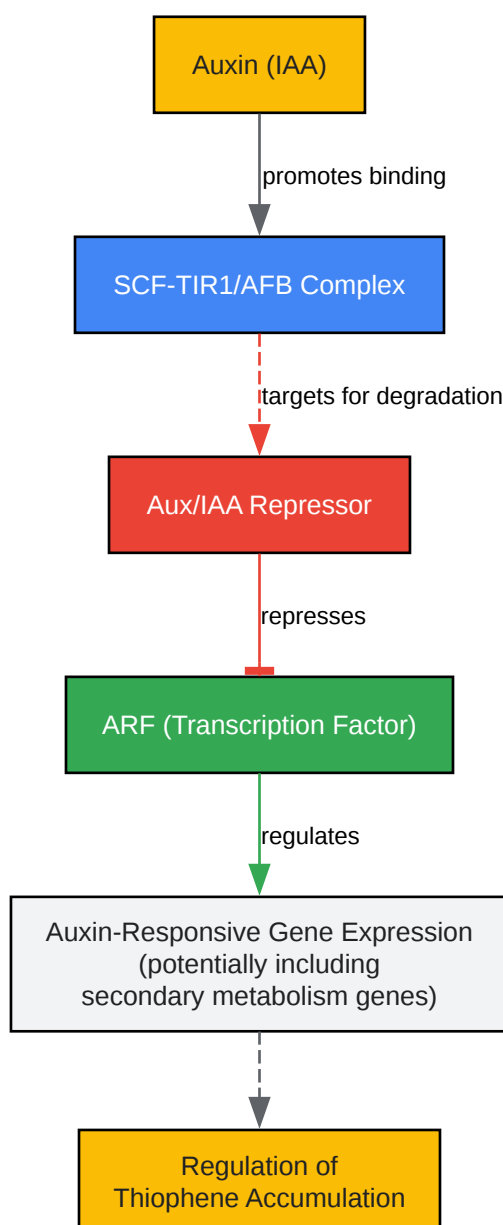 Auxin (IAA)
promotes binding
SCF-TIR1/AFB Complex
targets for degradation
Aux/IAA Repressor
represses
ARF (Transcription Factor)
regulates
Auxin-Responsive Gene Expression
(potentially including
secondary metabolism genes)
Regulation of
Thiophene Accumulation